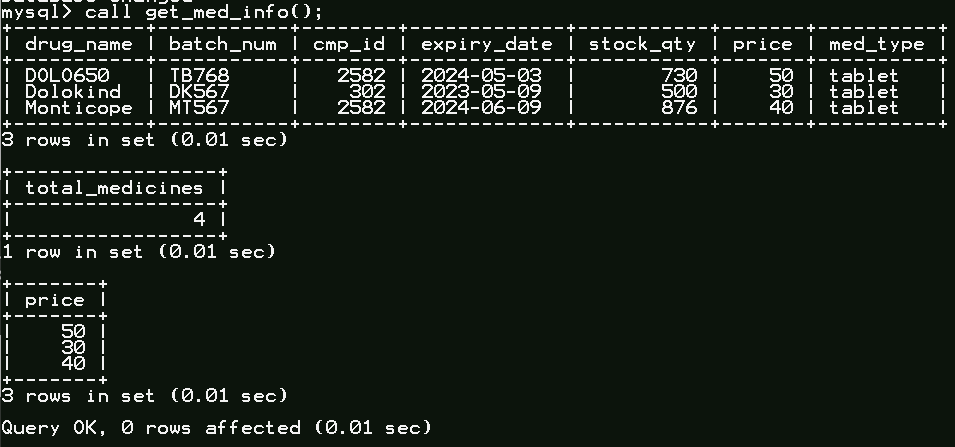 mysql> call get_med_info();
+-----------+-----------+--------+-------------+-----------+-------+----------+
| drug_name | batch_num | cmp_id | expiry_date | stock_qty | price | med_type |
+-----------+-----------+--------+-------------+-----------+-------+----------+
| DOLO650   | TB768     |   2582 | 2024-05-03  |       730 |    50 | tablet   |
| Dolokind  | DK567     |    302 | 2023-05-09  |       500 |    30 | tablet   |
| Monticope | MT567     |   2582 | 2024-06-09  |       876 |    40 | tablet   |
+-----------+-----------+--------+-------------+-----------+-------+----------+
3 rows in set (0.01 sec)
+-----------------+
| total_medicines |
+-----------------+
|               4 |
+-----------------+
1 row in set (0.01 sec)
+-------+
| price |
+-------+
|    50 |
|    30 |
|    40 |
+-------+
3 rows in set (0.01 sec)
Query OK, 0 rows affected (0.01 sec)